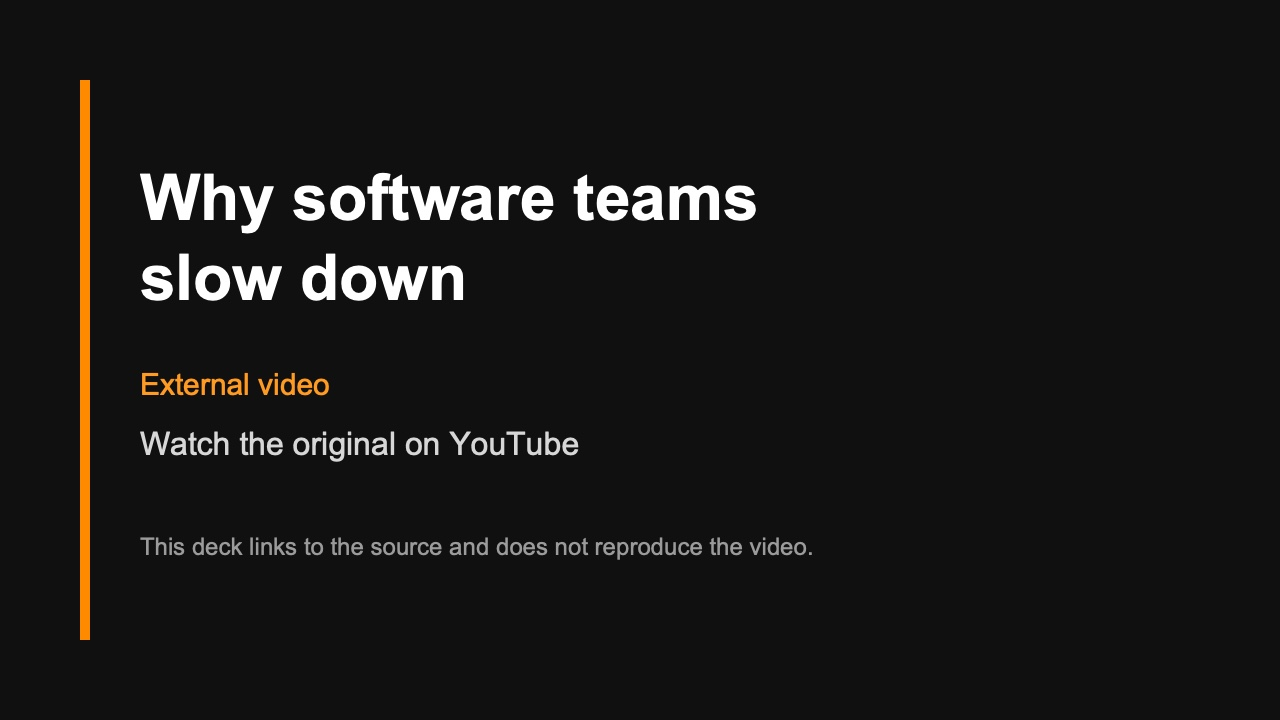 Why software teams
slow down
External video
Watch the original on YouTube
This deck links to the source and does not reproduce the video.